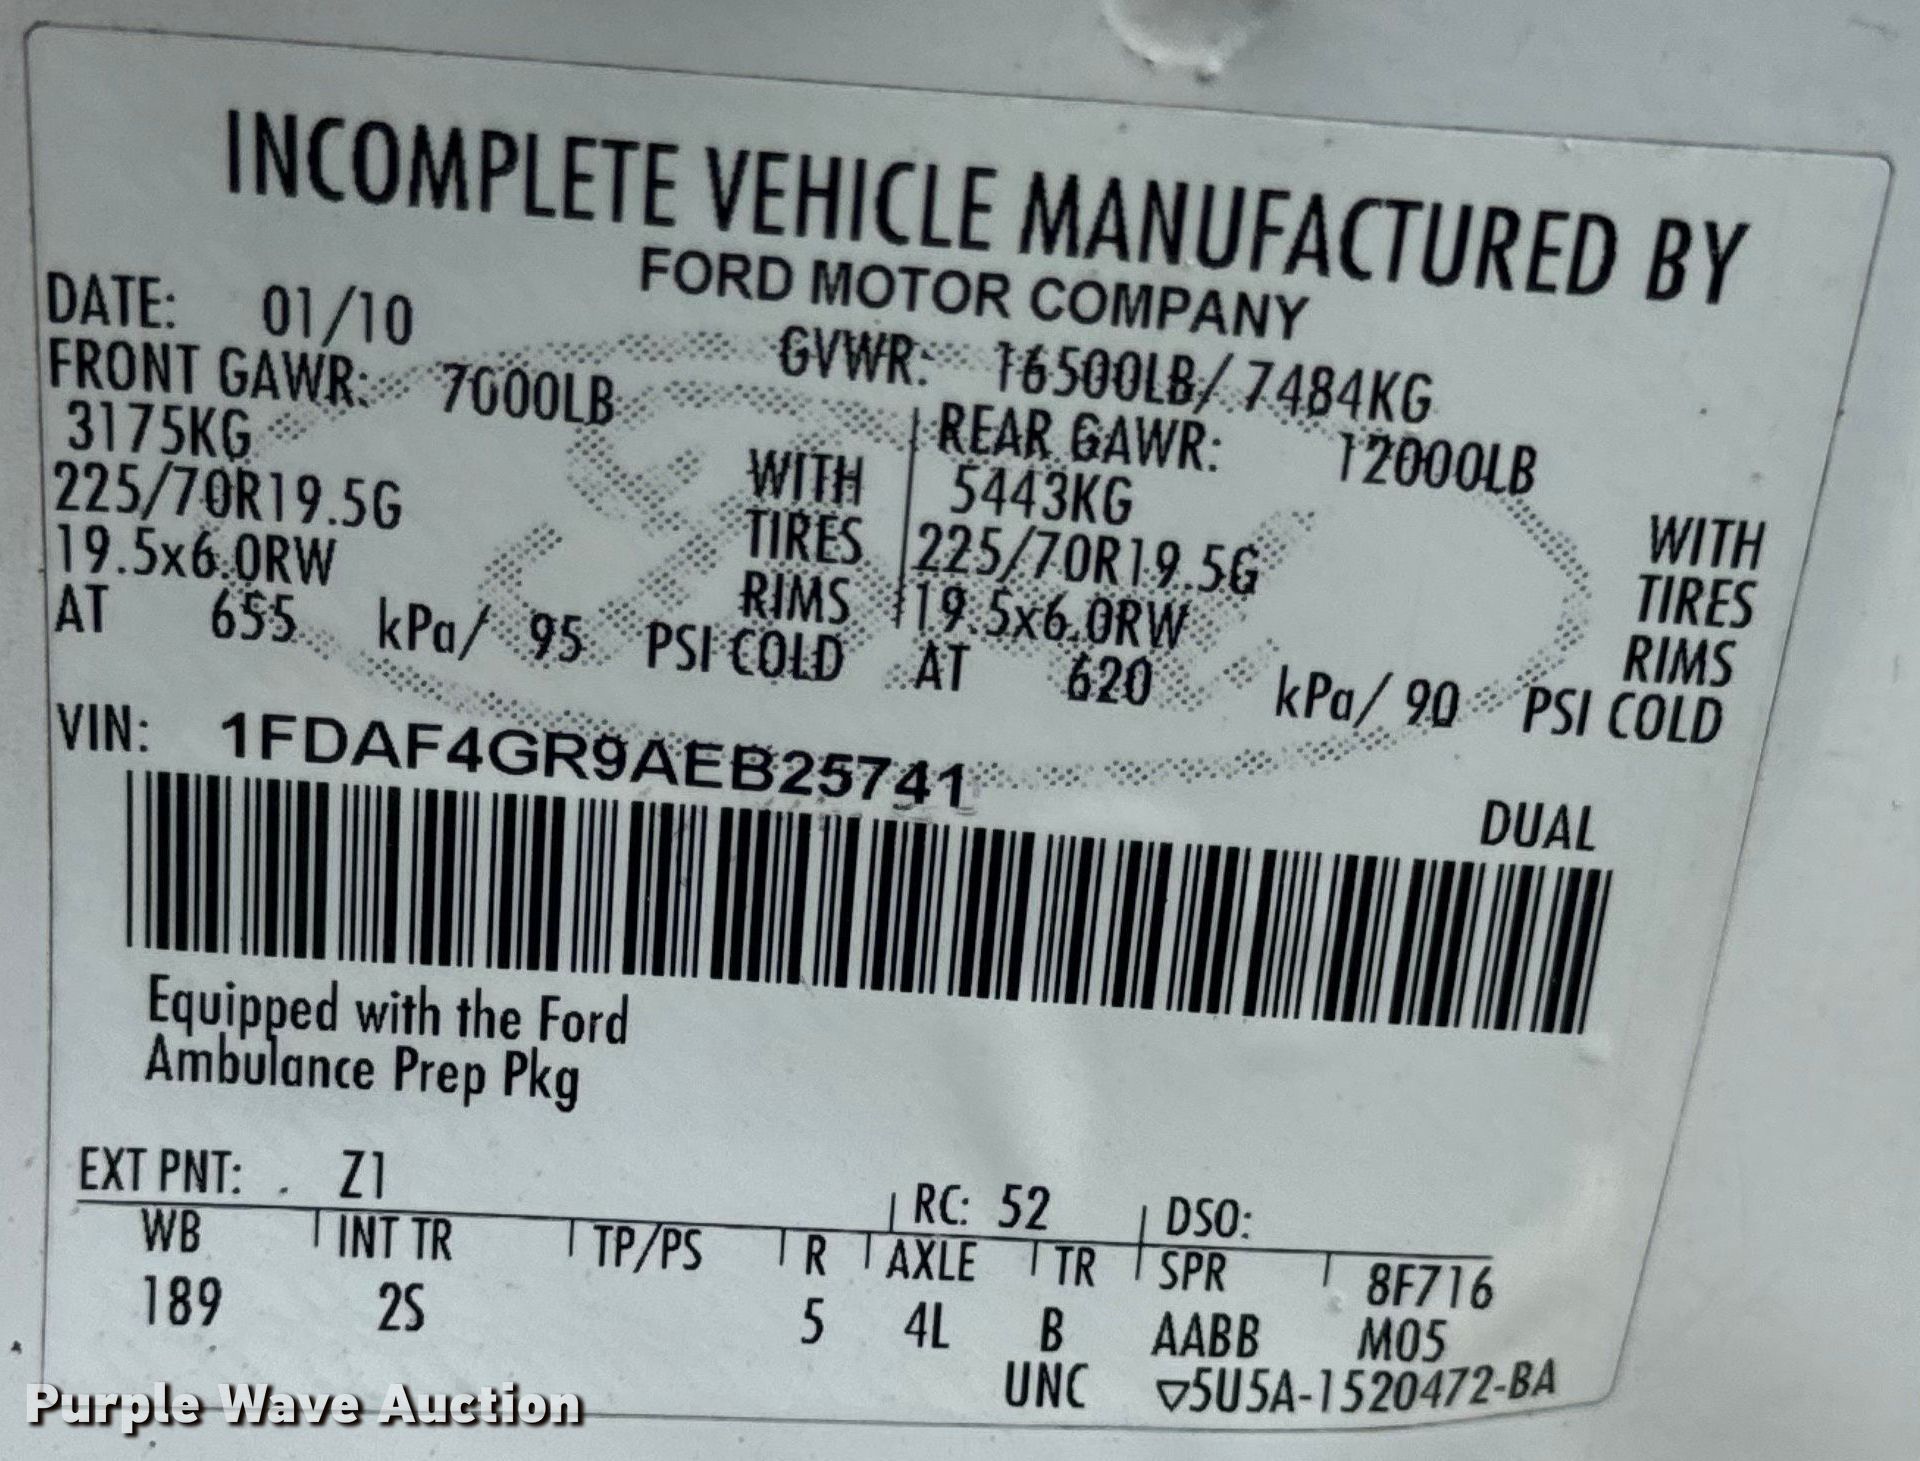 INCOMPLETE VEHICLE MANUFACTURED BY
FORD MOTOR COMPANY
DATE: 01/10
GVWR: 16500LB/ 7484KG
FRONT GAWR: 7000LB
3175KG WITH
225/70R19.5G TIRES
19.5x6.0RW RIMS
AT 655 kPa/ 95 PSI COLD
REAR GAWR: 12000LB
5443KG WITH
225/70R19.5G TIRES
19.5x6.0RW RIMS
AT 620 kPa/ 90 PSI COLD
VIN: 1FDAF4GR9AEB25741
DUAL
Equipped with the Ford
Ambulance Prep Pkg
EXT PNT: Z1 RC: 52 DSO:
WB INT TR TP/PS R AXLE TR SPR 8F716
189 2S 5 4L B AABB M05
UNC ▽5U5A-1520472-BA
Purple Wave Auction